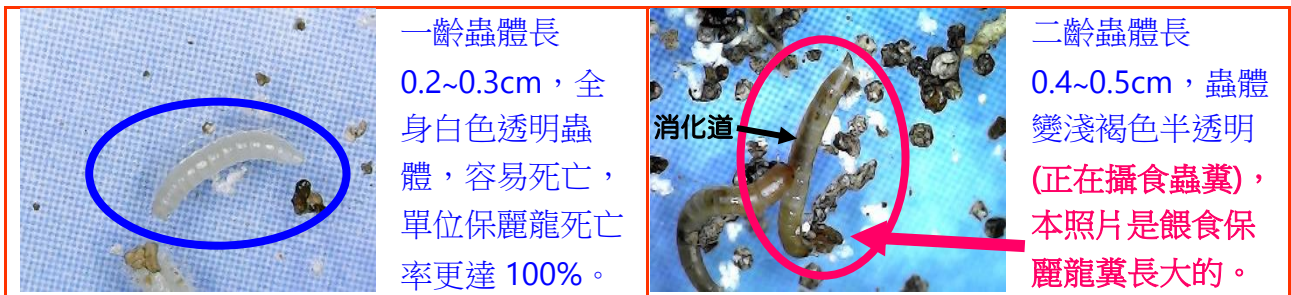 一齡蟲體長
0.2~0.3cm，全
身白色透明蟲
體，容易死亡，
單位保麗龍死亡
率更達 100%。
消化道
二齡蟲體長
0.4~0.5cm，蟲體
變淺褐色半透明
(正在攝食蟲糞)，
本照片是餵食保
麗龍糞長大的。